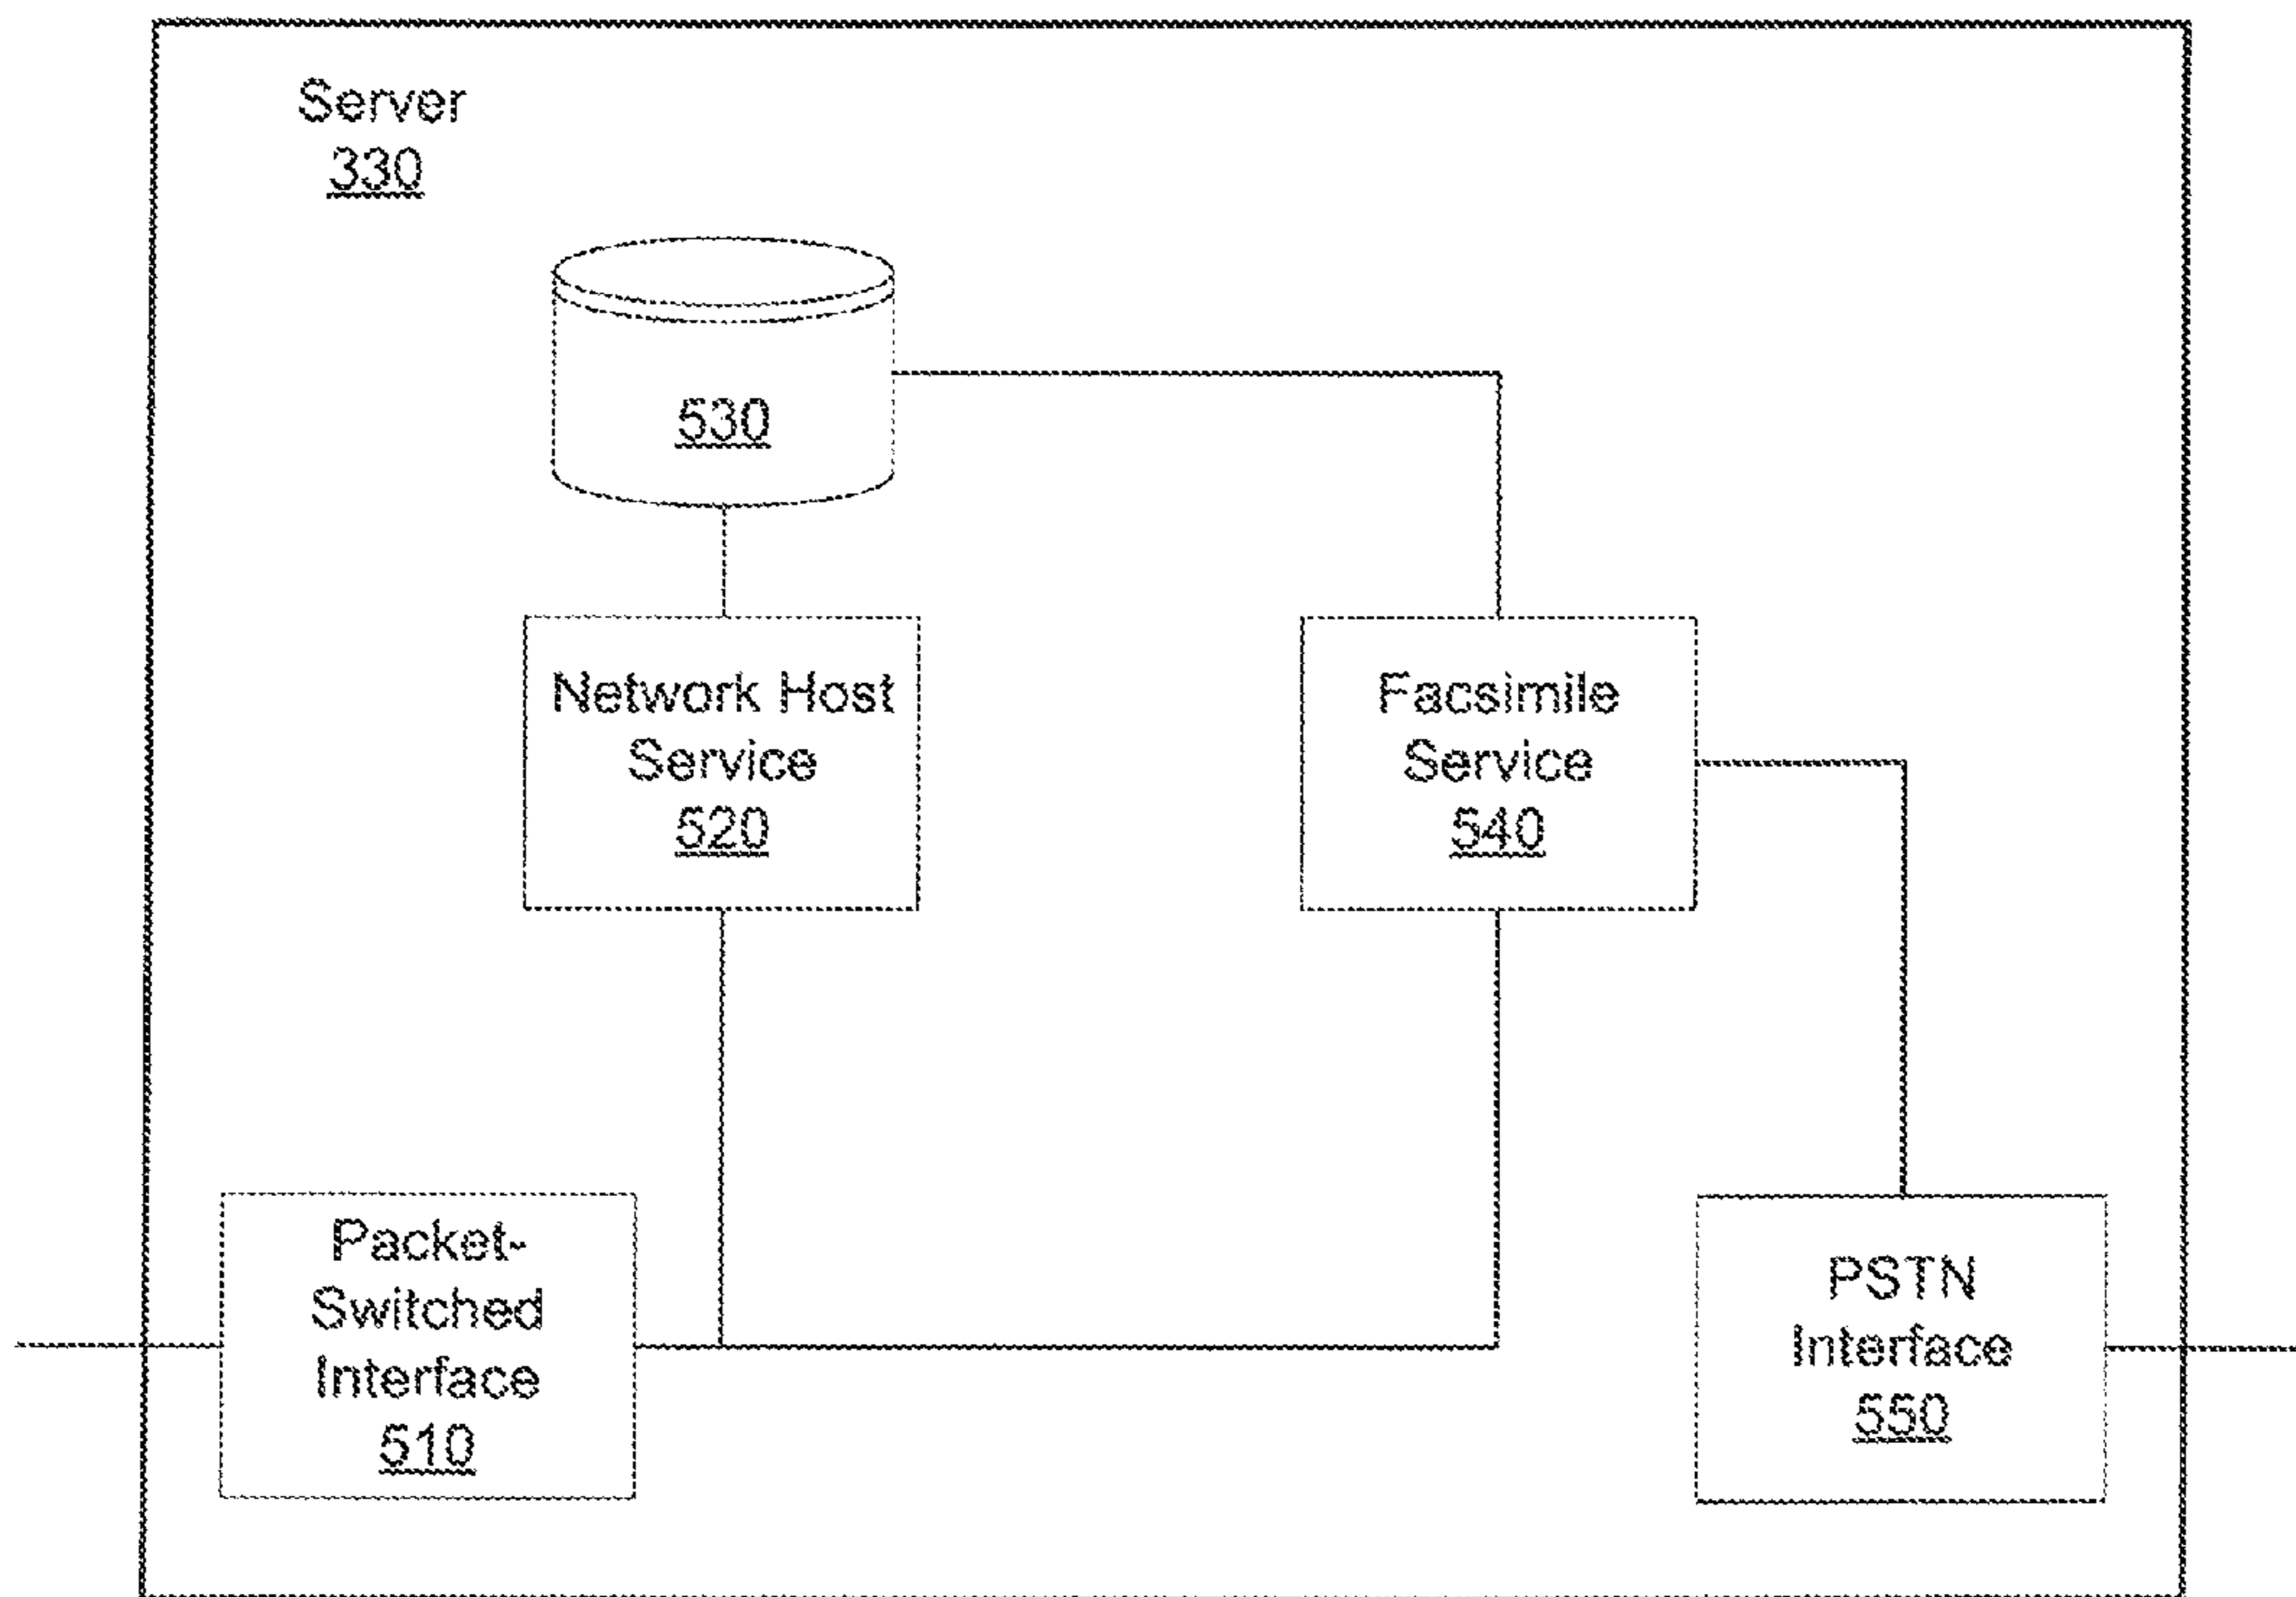 Server
330
530
Network Host
Service
520
Facsimile
Service
540
Packet-
Switched
Interface
510
PSTN
Interface
550